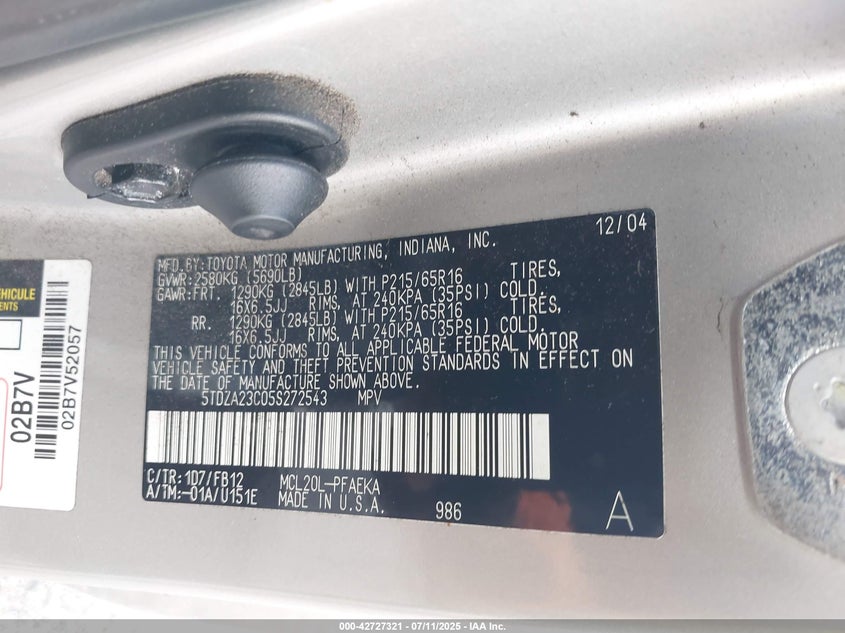 12/04
MFD.BY:TOYOTA MOTOR MANUFACTURING, INDIANA, INC.
GVWR:2580KG (5690LB)
GAWR:FRT. 1290KG (2845LB) WITH P215/65R16 TIRES,
16X6.5JJ RIMS, AT 240KPA (35PSI) COLD.
RR. 1290KG (2845LB) WITH P215/65R16 TIRES,
16X6.5JJ RIMS, AT 240KPA (35PSI) COLD.
THIS VEHICLE CONFORMS TO ALL APPLICABLE FEDERAL MOTOR
VEHICLE SAFETY AND THEFT PREVENTION STANDARDS IN EFFECT ON
THE DATE OF MANUFACTURE SHOWN ABOVE.
5TDZA23C05S272543 MPV
C/TR:1D7/FB12 MCL20L-PFAEKA
A/TM:-01A/U151E MADE IN U.S.A. 986 A
VEHICULE
ENTS
02B7V
02B7V52057
000-42727321 - 07/11/2025 - IAA Inc.